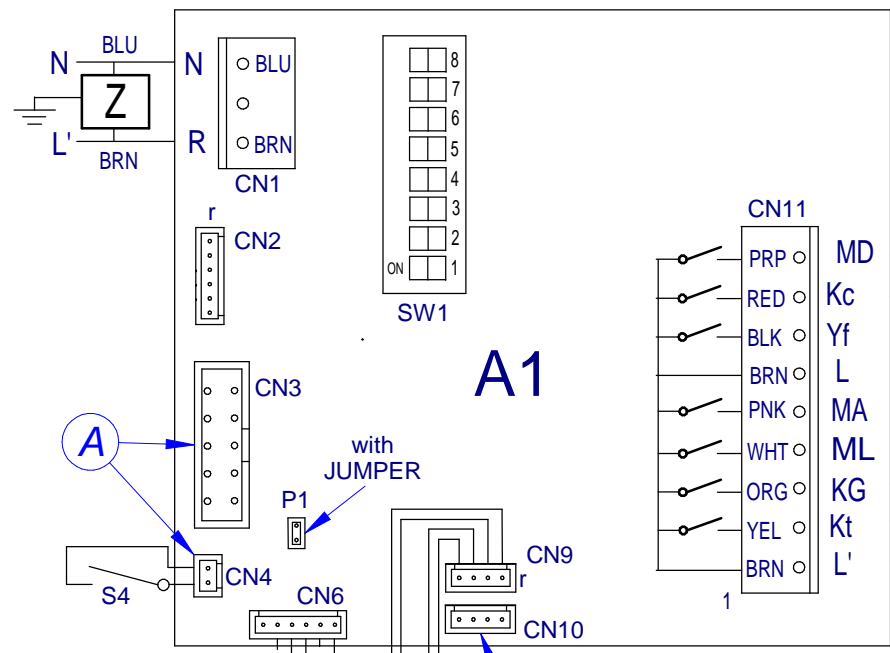 N
BLU
N
BLU
Z
L'
BRN
R
BRN
CN1
r
CN2
8
7
6
5
4
3
2
ON
1
SW1
A1
CN3
A
with
JUMPER
P1
S4
CN4
CN6
CN9
r
CN10
CN11
PRP
MD
RED
Kc
BLK
Yf
BRN
L
PNK
MA
WHT
ML
ORG
KG
YEL
Kt
BRN
L'
1